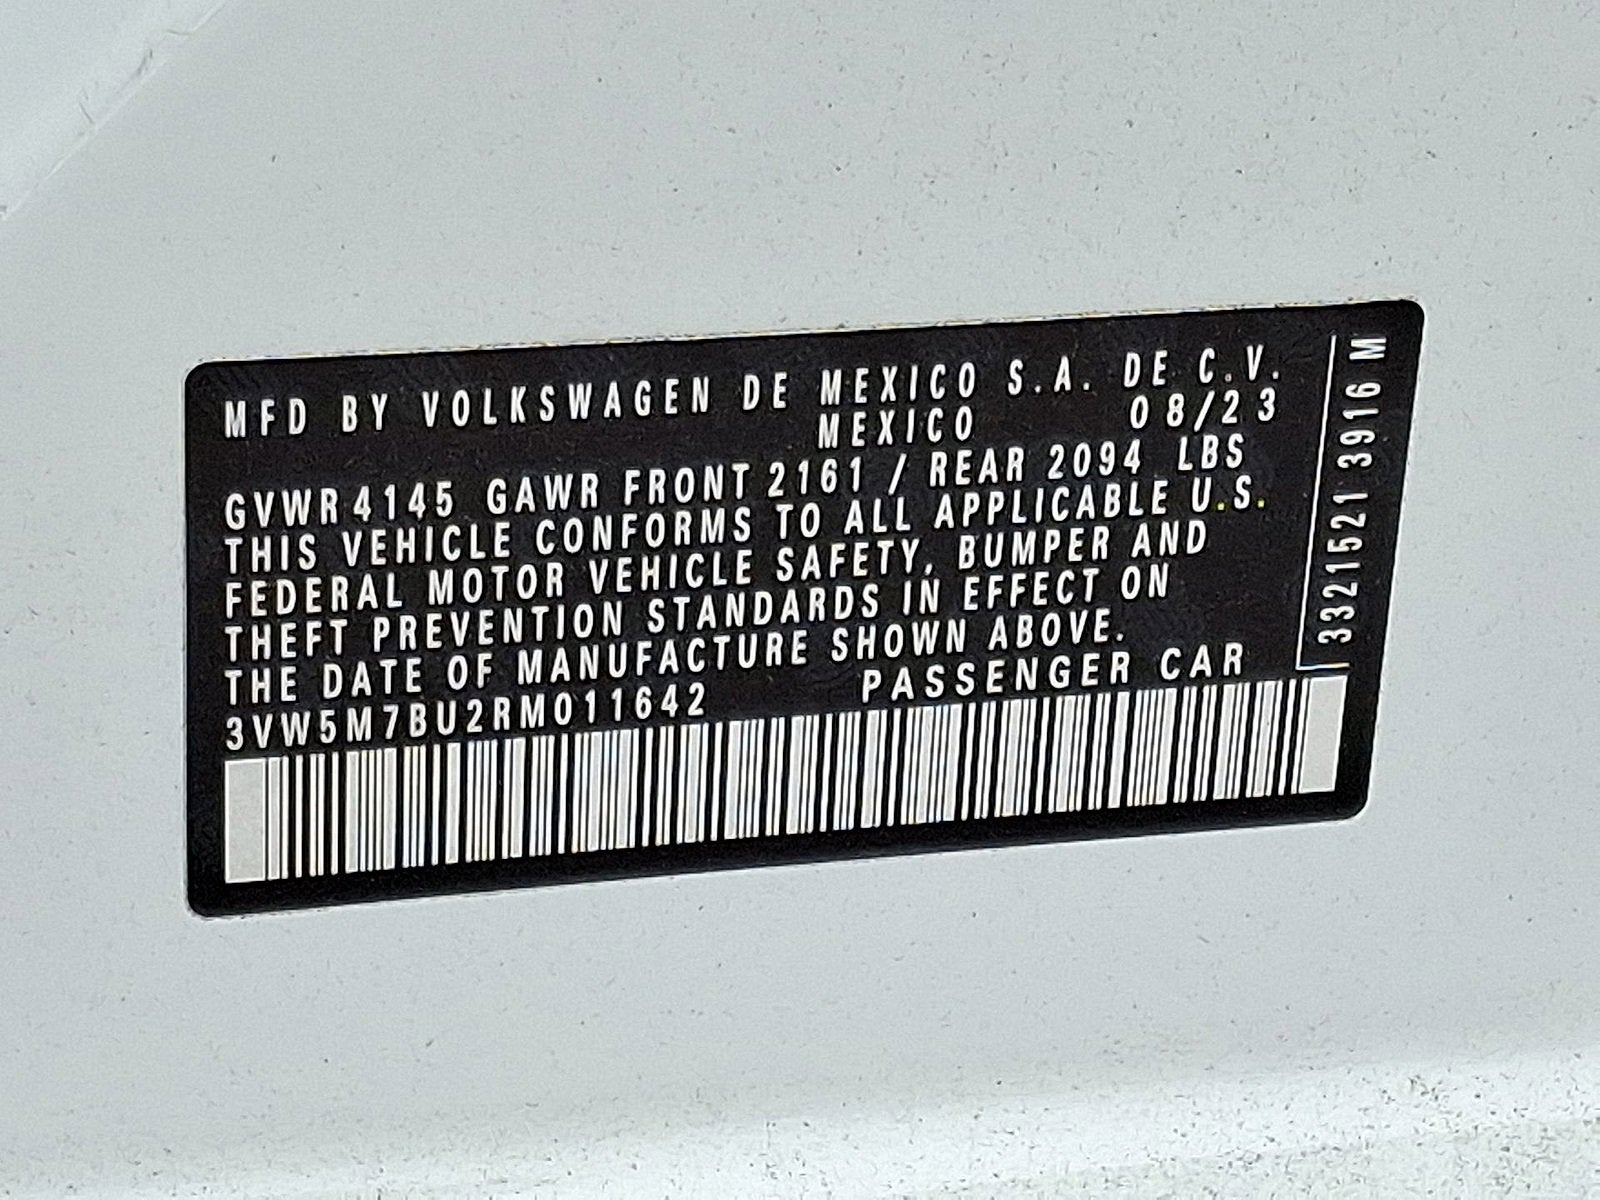 MFD BY VOLKSWAGEN DE MEXICO S.A. DE C.V.
MEXICO 08/23
GVWR 4145 GAWR FRONT 2161 / REAR 2094 LBS
THIS VEHICLE CONFORMS TO ALL APPLICABLE U.S.
FEDERAL MOTOR VEHICLE SAFETY, BUMPER AND
THEFT PREVENTION STANDARDS IN EFFECT ON
THE DATE OF MANUFACTURE SHOWN ABOVE.
3VW5M7BU2RM011642 PASSENGER CAR
3321521 3916 M